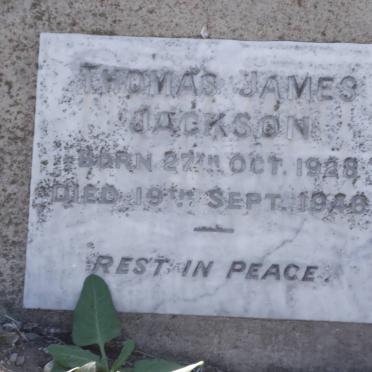 THOMAS JAMES
JACKSON
BORN 27TH OCT. 1928
DIED 19TH SEPT. 1940
REST IN PEACE.